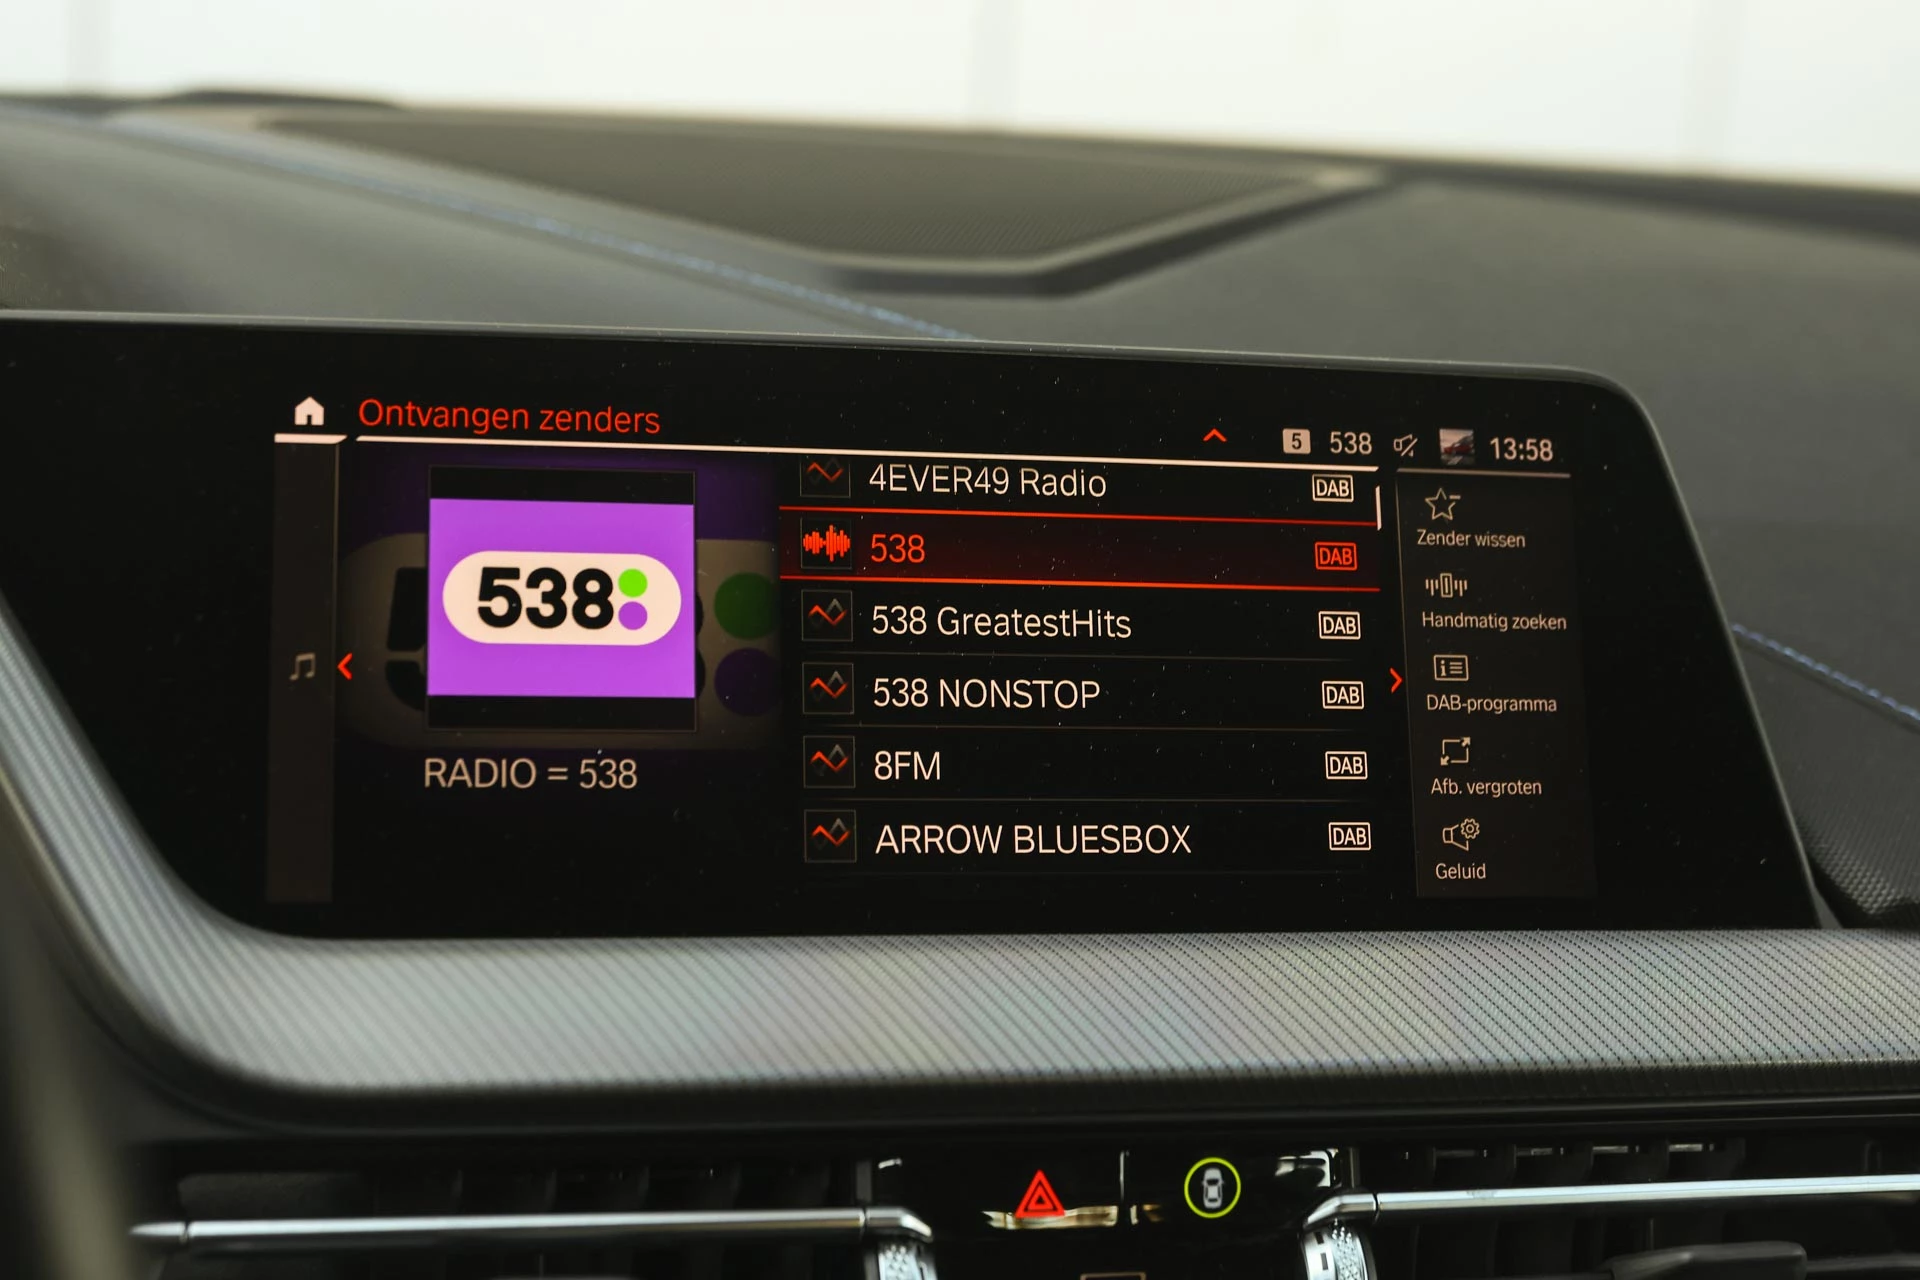 Ontvangen zenders
5 538 13:58
538
RADIO = 538
4EVER49 Radio DAB
538 DAB
538 GreatestHits DAB
538 NONSTOP DAB
8FM DAB
ARROW BLUESBOX DAB
Zender wissen
Handmatig zoeken
DAB-programma
Afb. vergroten
Geluid